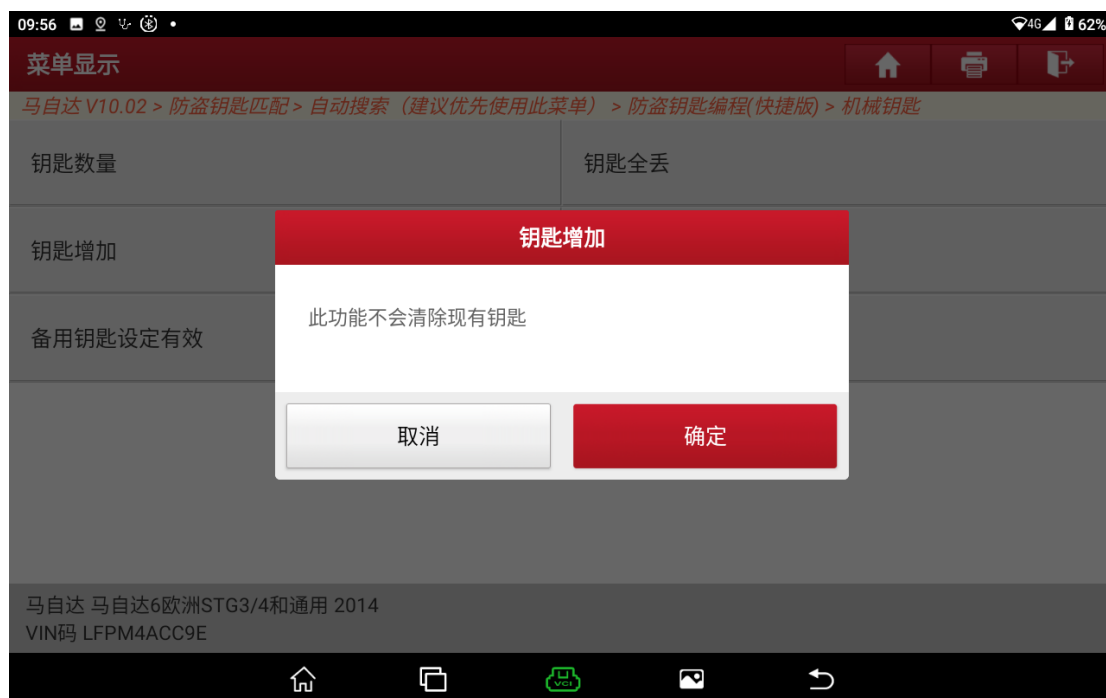 09:56
4G
62%
菜单显示
马自达 V10.02 > 防盗钥匙匹配 > 自动搜索（建议优先使用此菜单） > 防盗钥匙编程(快捷版) > 机械钥匙
钥匙数量
钥匙全丢
钥匙增加
钥匙增加
此功能不会清除现有钥匙
备用钥匙设定有效
取消
确定
马自达 马自达6欧洲STG3/4和通用 2014
VIN码 LFPM4ACC9E
VCI